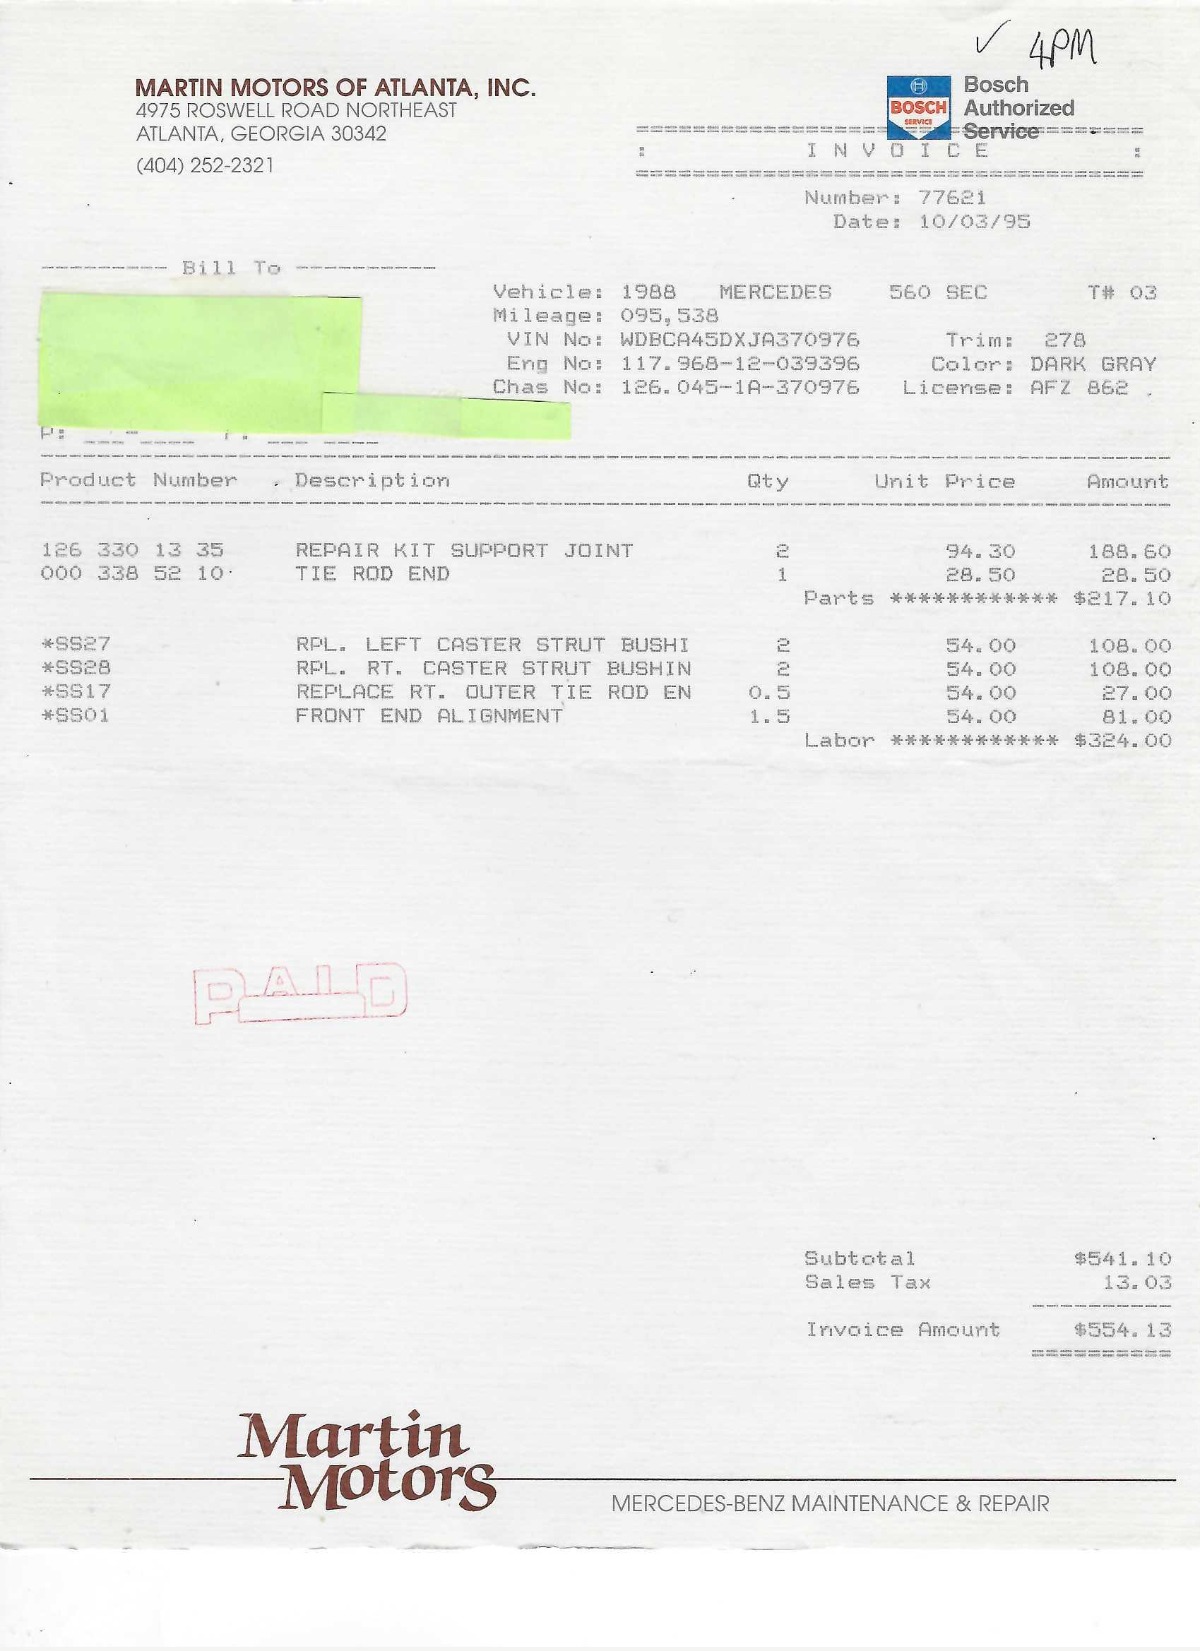 ✓ 4PM
MARTIN MOTORS OF ATLANTA, INC.
4975 ROSWELL ROAD NORTHEAST
ATLANTA, GEORGIA 30342
(404) 252-2321
BOSCH
SERVICE
Bosch
Authorized
Service
: I N V O I C E :
Number: 77621
Date: 10/03/95
--------- Bill To ----------
Vehicle: 1988 MERCEDES 560 SEC T# 03
Mileage: 095,538
VIN No: WDBCA45DXJA370976 Trim: 278
Eng No: 117.968-12-039396 Color: DARK GRAY
Chas No: 126.045-1A-370976 License: AFZ 862
P:
Product Number Description Qty Unit Price Amount
126 330 13 35 REPAIR KIT SUPPORT JOINT 2 94.30 188.60
000 338 52 10 TIE ROD END 1 28.50 28.50
Parts ************ $217.10
*SS27 RPL. LEFT CASTER STRUT BUSHI 2 54.00 108.00
*SS28 RPL. RT. CASTER STRUT BUSHIN 2 54.00 108.00
*SS17 REPLACE RT. OUTER TIE ROD EN 0.5 54.00 27.00
*SS01 FRONT END ALIGNMENT 1.5 54.00 81.00
Labor ************ $324.00
PAID
Subtotal $541.10
Sales Tax 13.03
Invoice Amount $554.13
Martin
Motors
MERCEDES-BENZ MAINTENANCE & REPAIR